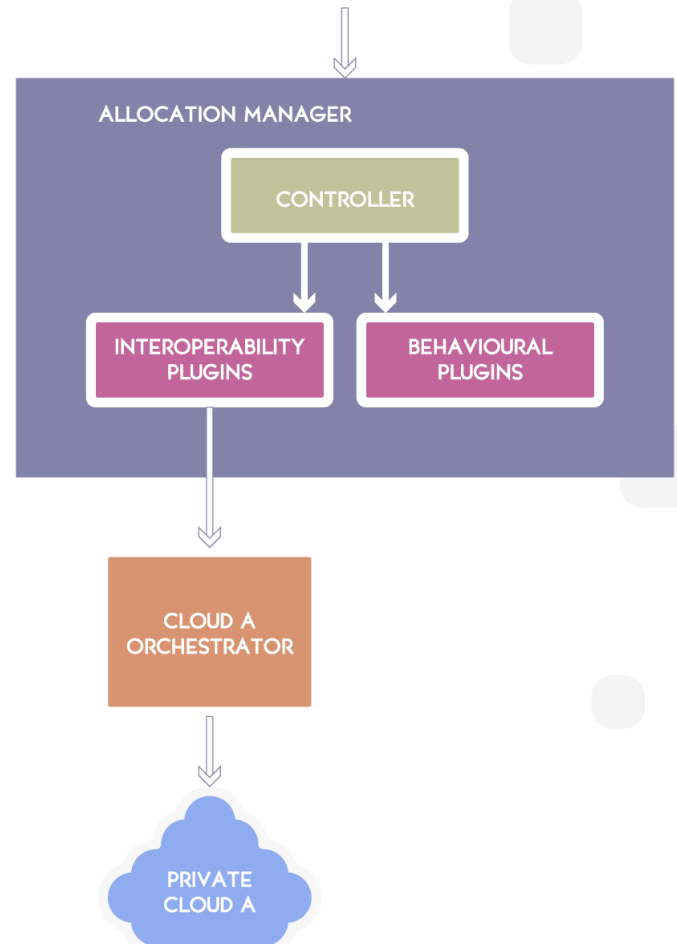 ALLOCATION MANAGER
CONTROLLER
INTEROPERABILITY
PLUGINS
BEHAVIOURAL
PLUGINS
CLOUD A
ORCHESTRATOR
PRIVATE
CLOUD A